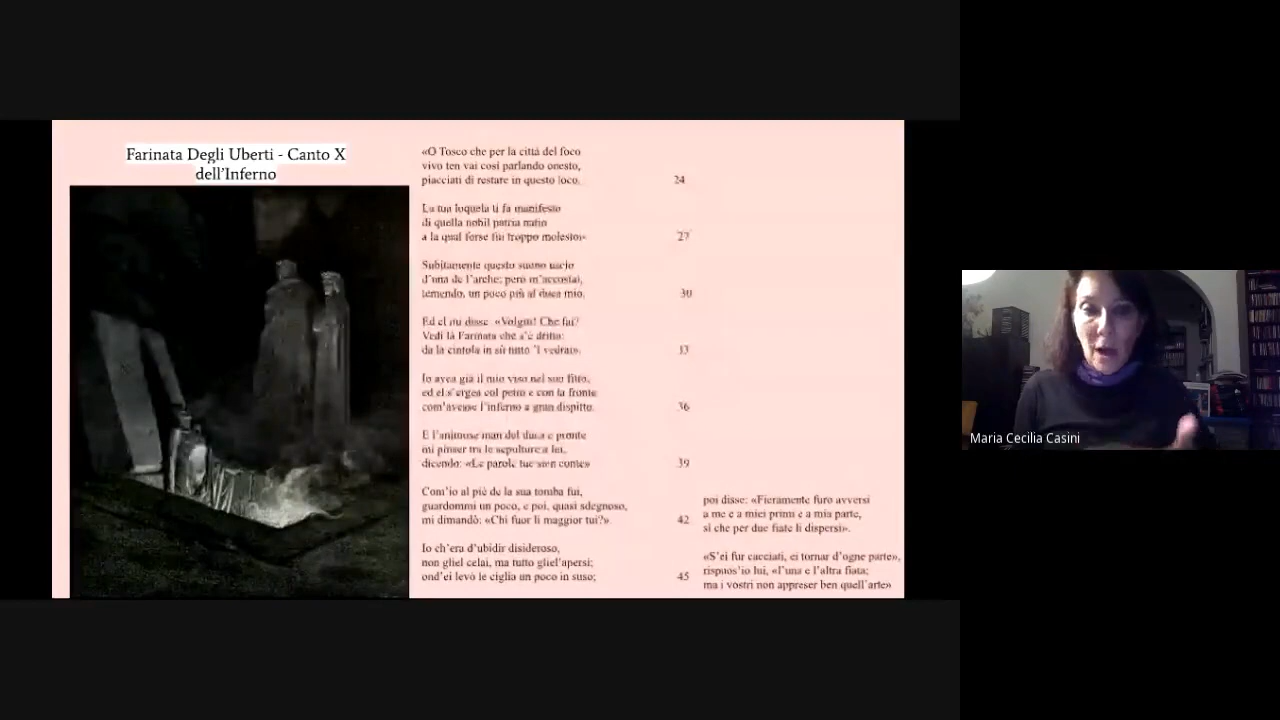 Farinata Degli Uberti - Canto X
dell'Inferno
«O Tosco che per la città del foco
vivo ten vai così parlando onesto,
piacciati di restare in questo loco.
24
La tua loquela ti fa manifesto
di quella nobil patria natio
a la qual forse fui troppo molesto»
27
Subitamente questo suono uscìo
d'una de l'arche; però m'accostai,
temendo, un poco più al duca mio.
30
Ed el mi disse: «Volgiti! Che fai?
Vedi là Farinata che s'è dritto:
da la cintola in sù tutto 'l vedrai».
33
Io avea già il mio viso nel suo fitto;
ed el s'ergea col petto e con la fronte
com'avesse l'inferno a gran dispitto.
36
E l'animose man del duca e pronte
mi pinser tra le sepulture a lui,
dicendo: «Le parole tue sien conte»
39
Com'io al piè de la sua tomba fui,
guardommi un poco, e poi, quasi sdegnoso,
mi dimandò: «Chi fuor li maggior tui?»
42
Io ch'era d'ubidir disideroso,
non gliel celai, ma tutto gliel'apersi;
ond'ei levò le ciglia un poco in suso;
45
poi disse: «Fieramente furo avversi
a me e a miei primi e a mia parte,
sì che per due fiate li dispersi».
«S'ei fur cacciati, ei tornar d'ogne parte»,
rispuos'io lui, «l'una e l'altra fiata;
ma i vostri non appreser ben quell'arte»
Maria Cecilia Casini